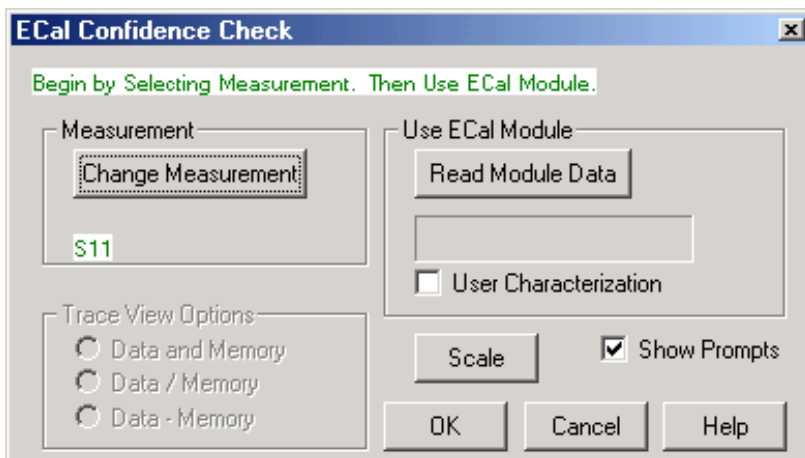 ECal Confidence Check
Begin by Selecting Measurement. Then Use ECal Module.
Measurement
Change Measurement
S11
Use ECal Module
Read Module Data
User Characterization
Trace View Options
Data and Memory
Data / Memory
Data - Memory
Scale
Show Prompts
OK
Cancel
Help